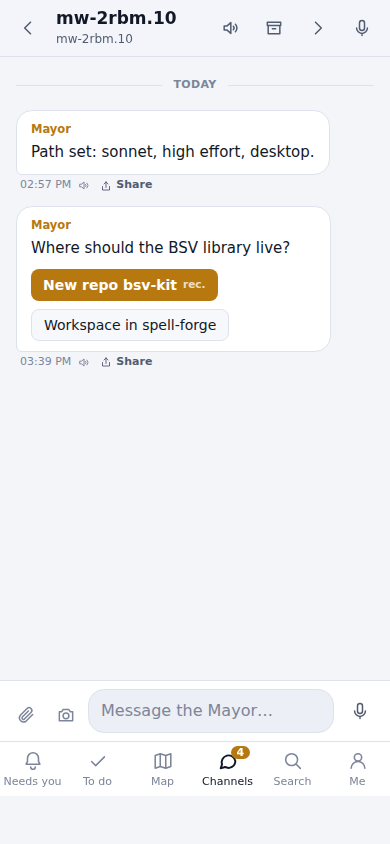 mw-2rbm.10
mw-2rbm.10
TODAY
Mayor
Path set: sonnet, high effort, desktop.
02:57 PM Share
Mayor
Where should the BSV library live?
New repo bsv-kit rec.
Workspace in spell-forge
03:39 PM Share
Message the Mayor...
4
Needs you To do Map Channels Search Me